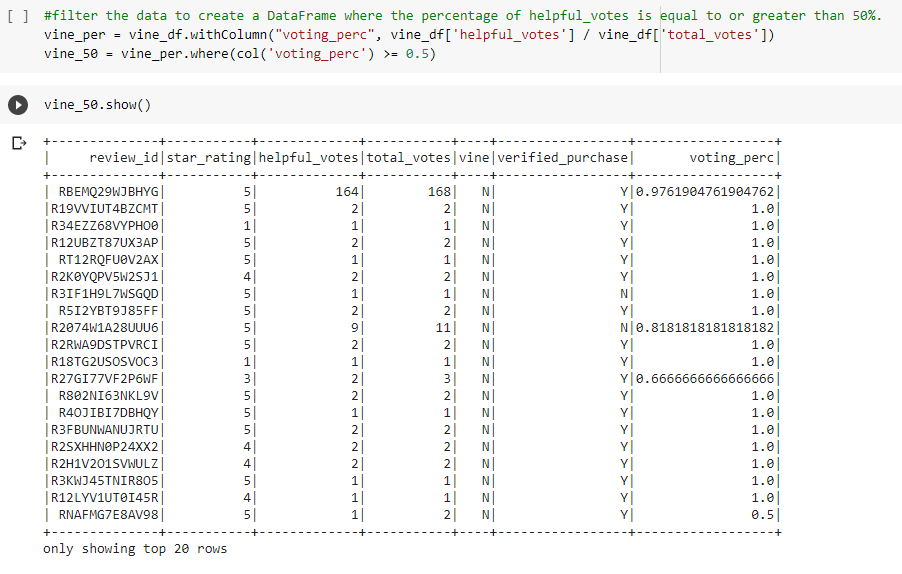 [ ] #filter the data to create a DataFrame where the percentage of helpful_votes is equal to or greater than 50%.
vine_per = vine_df.withColumn("voting_perc", vine_df['helpful_votes'] / vine_df['total_votes'])
vine_50 = vine_per.where(col('voting_perc') >= 0.5)
vine_50.show()
+--------------+-----------+-------------+-----------+----+-----------------+------------------+
|     review_id|star_rating|helpful_votes|total_votes|vine|verified_purchase|       voting_perc|
+--------------+-----------+-------------+-----------+----+-----------------+------------------+
| RBEMQ29WJBHYG|          5|          164|        168|   N|                Y|0.9761904761904762|
|R19VVIUT4BZCMT|          5|            2|          2|   N|                Y|               1.0|
|R34EZZ68VYPHO0|          1|            1|          1|   N|                Y|               1.0|
|R12UBZT87UX3AP|          5|            2|          2|   N|                Y|               1.0|
| RT12RQFU0V2AX|          5|            1|          1|   N|                Y|               1.0|
|R2K0YQPV5W2SJ1|          4|            2|          2|   N|                Y|               1.0|
|R3IF1H9L7WSGQD|          5|            1|          1|   N|                N|               1.0|
| R5I2YBT9J85FF|          5|            2|          2|   N|                Y|               1.0|
|R2074W1A28UUU6|          5|            9|         11|   N|                N|0.8181818181818182|
|R2RWA9DSTPVRCI|          5|            2|          2|   N|                Y|               1.0|
|R18TG2USOSVOC3|          1|            1|          1|   N|                Y|               1.0|
|R27GI77VF2P6WF|          3|            2|          3|   N|                Y|0.6666666666666666|
| R802NI63NKL9V|          5|            2|          2|   N|                Y|               1.0|
| R4OJIBI7DBHQY|          5|            1|          1|   N|                Y|               1.0|
|R3FBUNWANUJRTU|          5|            2|          2|   N|                Y|               1.0|
|R2SXHHN0P24XX2|          4|            2|          2|   N|                Y|               1.0|
|R2H1V2O1SVWULZ|          4|            2|          2|   N|                Y|               1.0|
|R3KWJ45TNIR8O5|          5|            1|          1|   N|                Y|               1.0|
|R12LYV1UT0I45R|          4|            1|          1|   N|                Y|               1.0|
| RNAFMG7E8AV98|          5|            1|          2|   N|                Y|               0.5|
+--------------+-----------+-------------+-----------+----+-----------------+------------------+
only showing top 20 rows